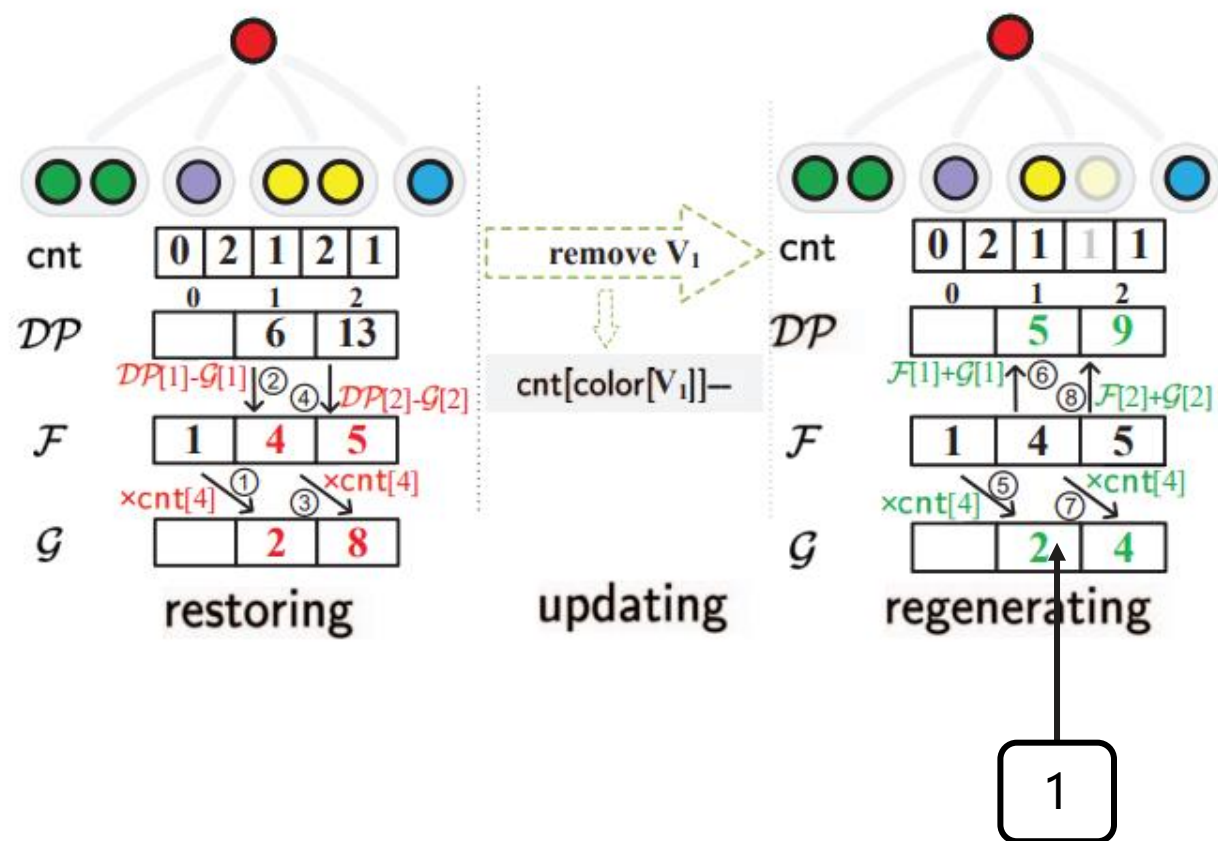 cnt 0 2 1 2 1
0 1 2
DP 6 13
DP[1]-G[1] ② ④ DP[2]-G[2]
F 1 4 5
×cnt[4] ① ③ ×cnt[4]
G 2 8
restoring
remove V₁
cnt[color[V₁]]—
updating
cnt 0 2 1 1 1
0 1 2
DP 5 9
F[1]+G[1] ⑥ ⑧ F[2]+G[2]
F 1 4 5
×cnt[4] ⑤ ⑦ ×cnt[4]
G 2 4
regenerating
1